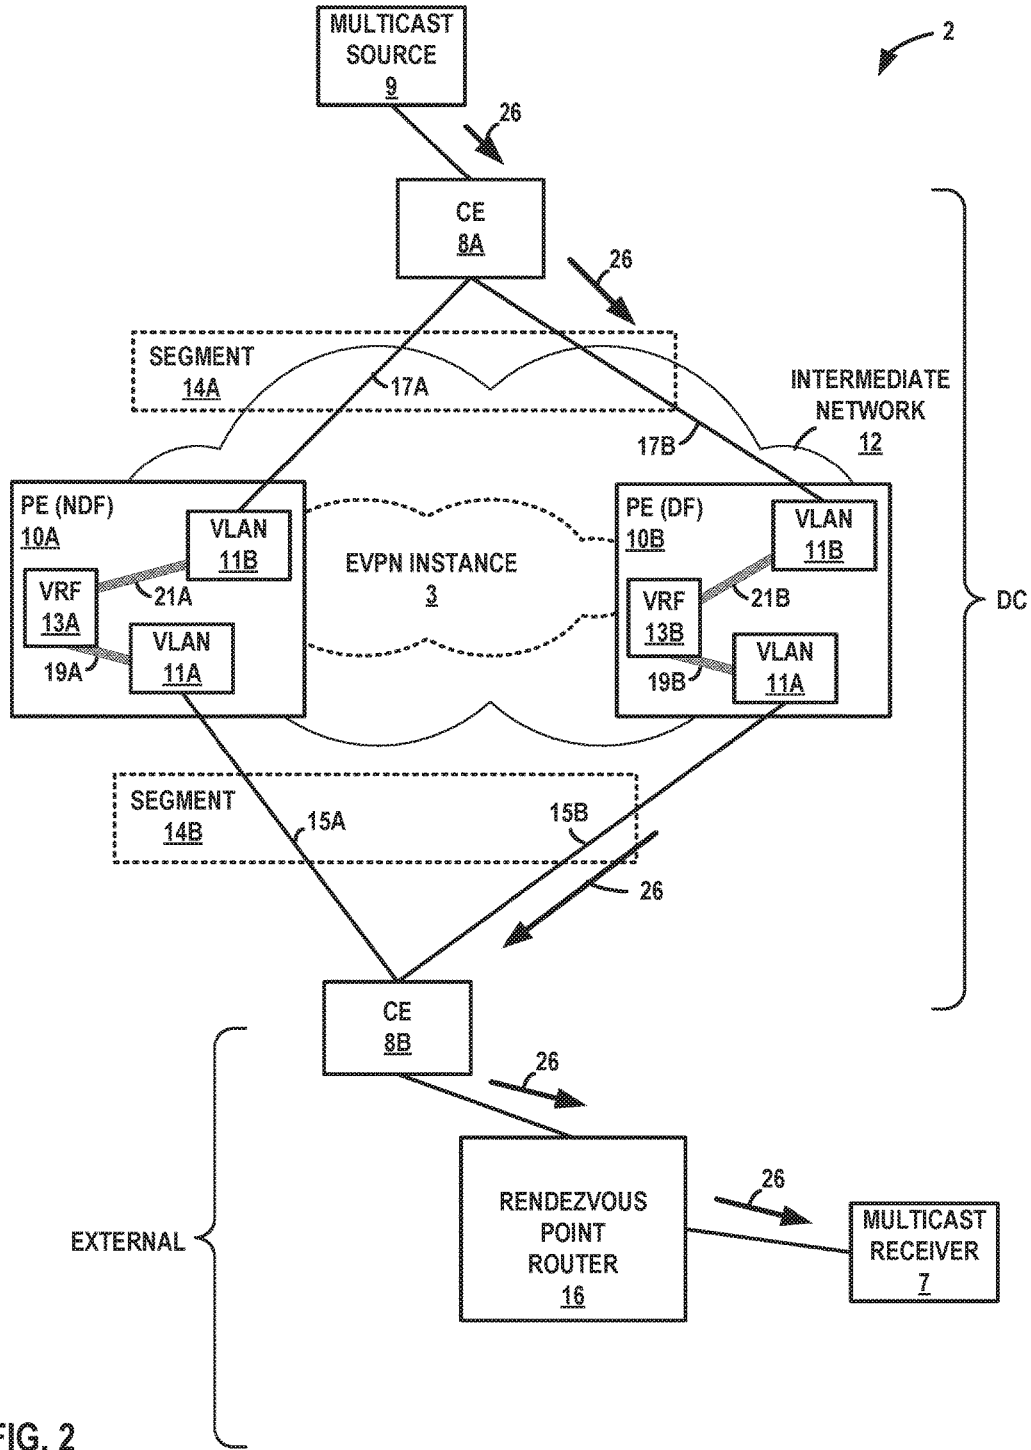 MULTICAST
SOURCE
9
2
26
CE
8A
26
SEGMENT
14A
17A
INTERMEDIATE
NETWORK
12
17B
PE (NDF)
10A
VLAN
11B
VRF
13A
21A
VLAN
11A
19A
EVPN INSTANCE
3
PE (DF)
10B
VLAN
11B
VRF
13B
21B
VLAN
11A
19B
DC
SEGMENT
14B
15A
15B
26
CE
8B
26
RENDEZVOUS
POINT
ROUTER
16
26
MULTICAST
RECEIVER
7
EXTERNAL
FIG. 2